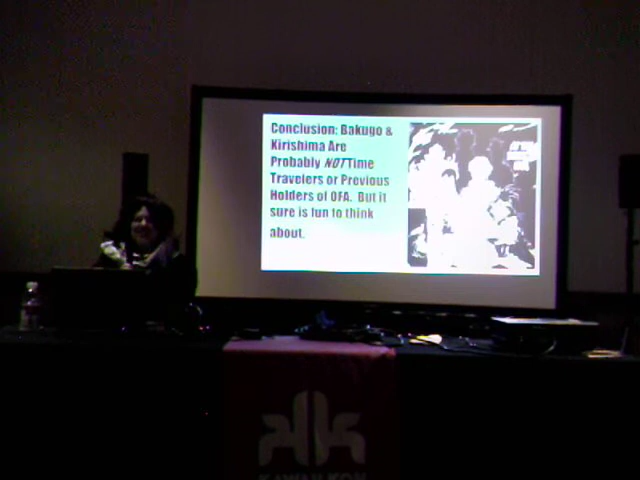 Conclusion: Bakugo &
Kirishima Are
Probably NOT Time
Travelers or Previous
Holders of OFA. But it
sure is fun to think
about.
KAWAII KON